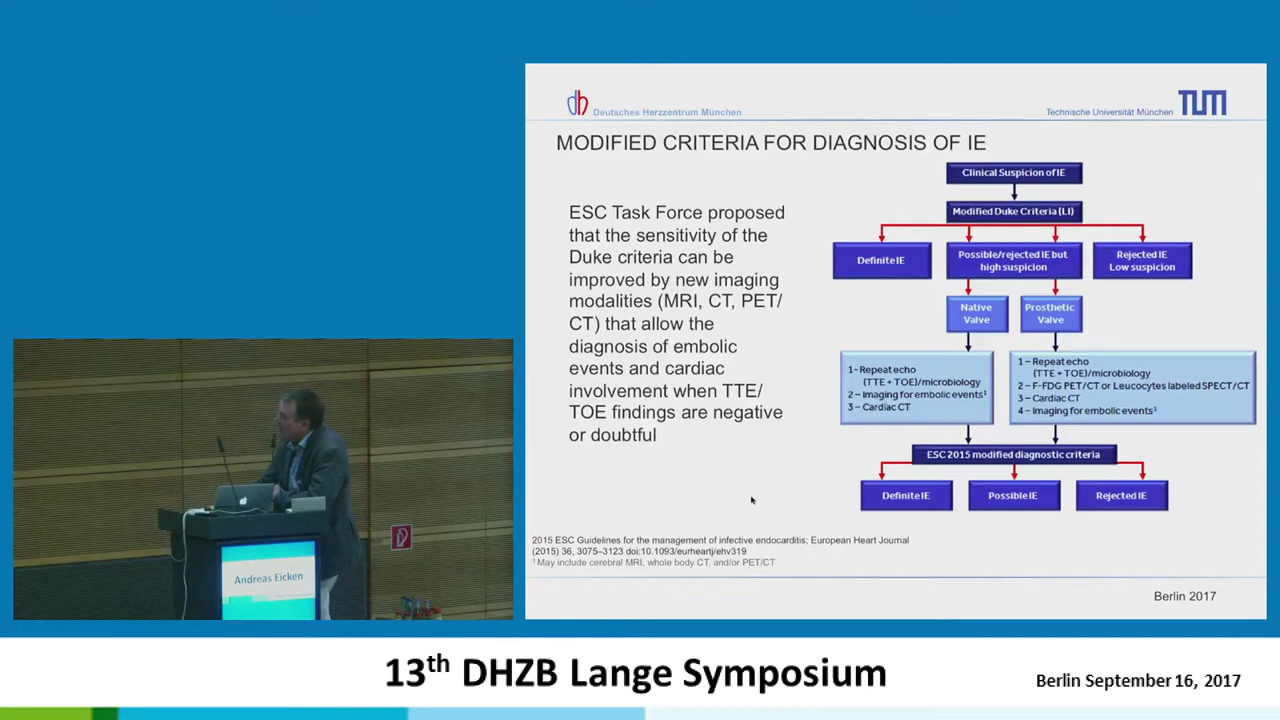 dh Deutsches Herzzentrum München
Technische Universität München TUM
MODIFIED CRITERIA FOR DIAGNOSIS OF IE
ESC Task Force proposed
that the sensitivity of the
Duke criteria can be
improved by new imaging
modalities (MRI, CT, PET/
CT) that allow the
diagnosis of embolic
events and cardiac
involvement when TTE/
TOE findings are negative
or doubtful
Clinical Suspicion of IE
Modified Duke Criteria (LI)
Definite IE
Possible/rejected IE but
high suspicion
Rejected IE
Low suspicion
Native
Valve
Prosthetic
Valve
1- Repeat echo
(TTE + TOE)/microbiology
2 – Imaging for embolic events¹
3 – Cardiac CT
1 – Repeat echo
(TTE + TOE)/microbiology
2 – F-FDG PET/CT or Leucocytes labeled SPECT/CT
3 – Cardiac CT
4 – Imaging for embolic events¹
ESC 2015 modified diagnostic criteria
Definite IE
Possible IE
Rejected IE
2015 ESC Guidelines for the management of infective endocarditis; European Heart Journal
(2015) 36, 3075–3123 doi:10.1093/eurheartj/ehv319
¹ May include cerebral MRI, whole body CT, and/or PET/CT
Berlin 2017
Andreas Eicken
13th DHZB Lange Symposium
Berlin September 16, 2017